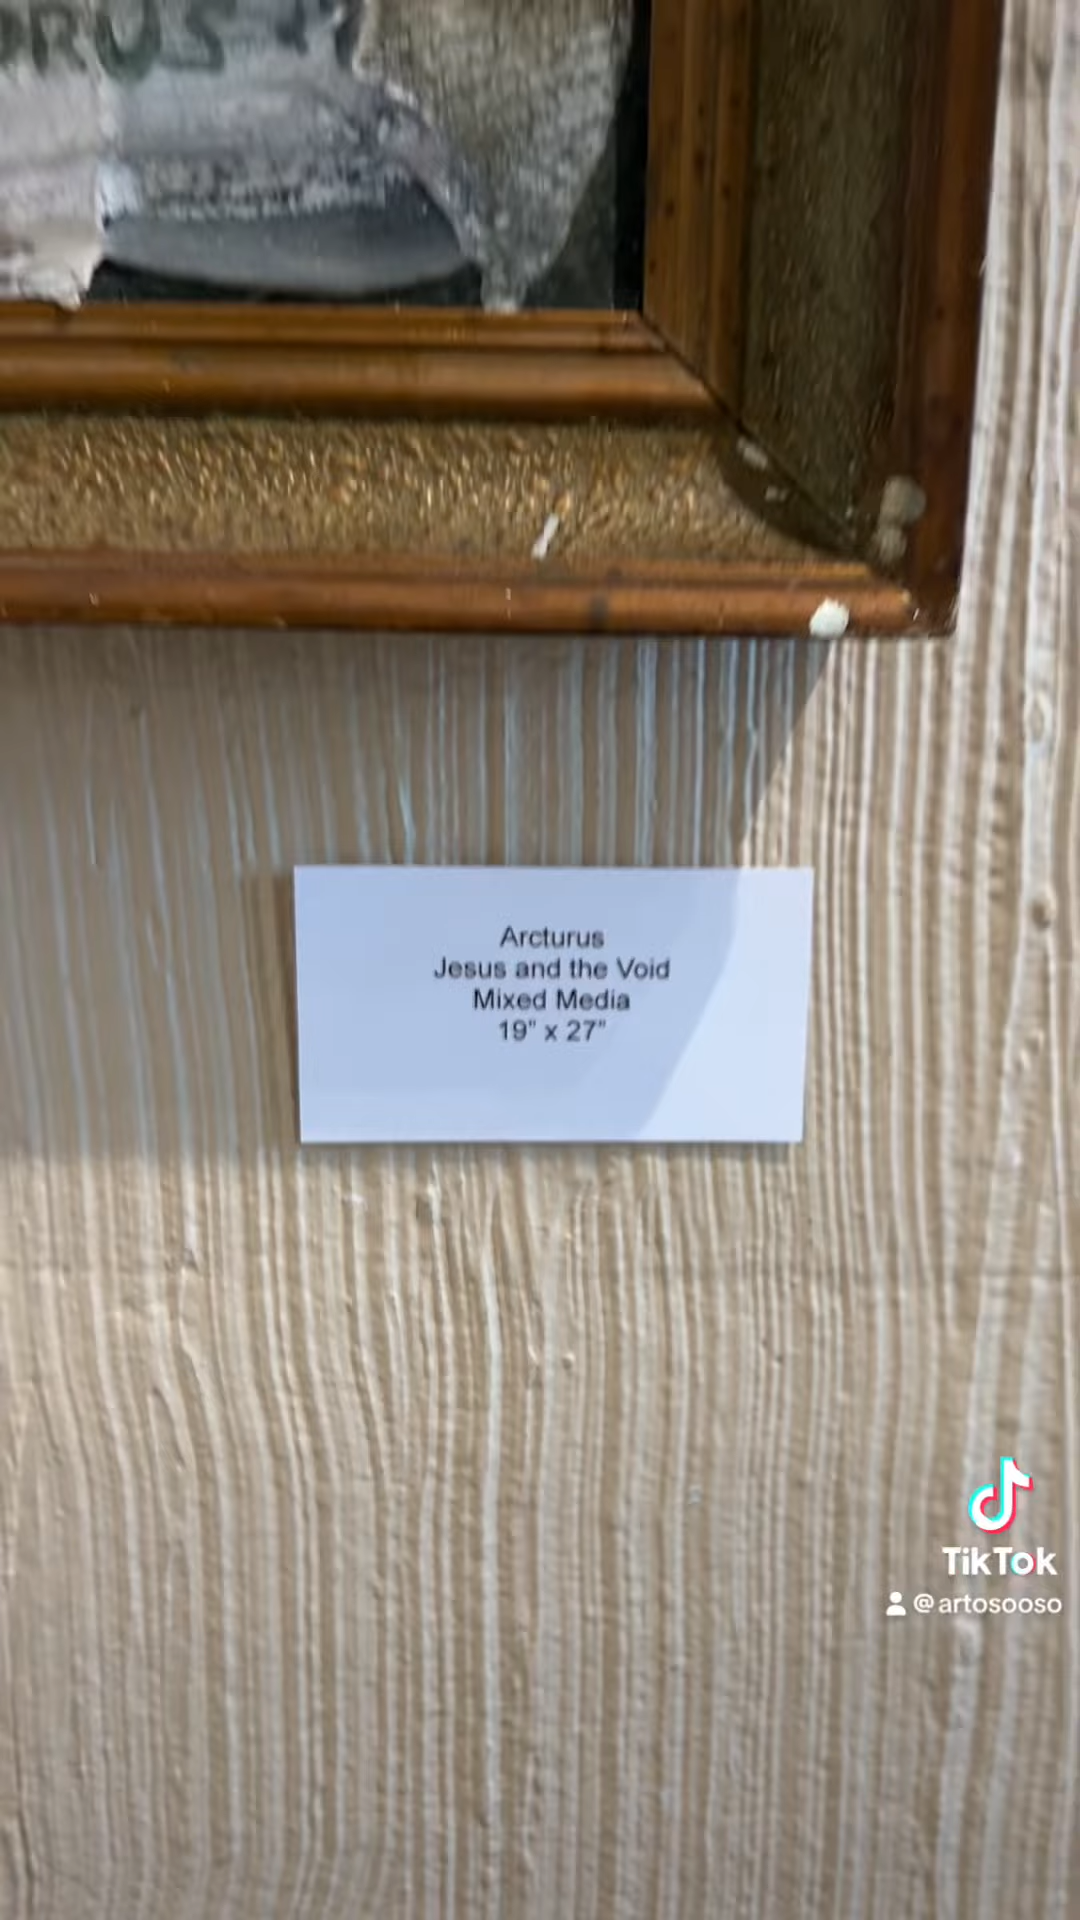 Arcturus
Jesus and the Void
Mixed Media
19" x 27"
TikTok
@artosooso